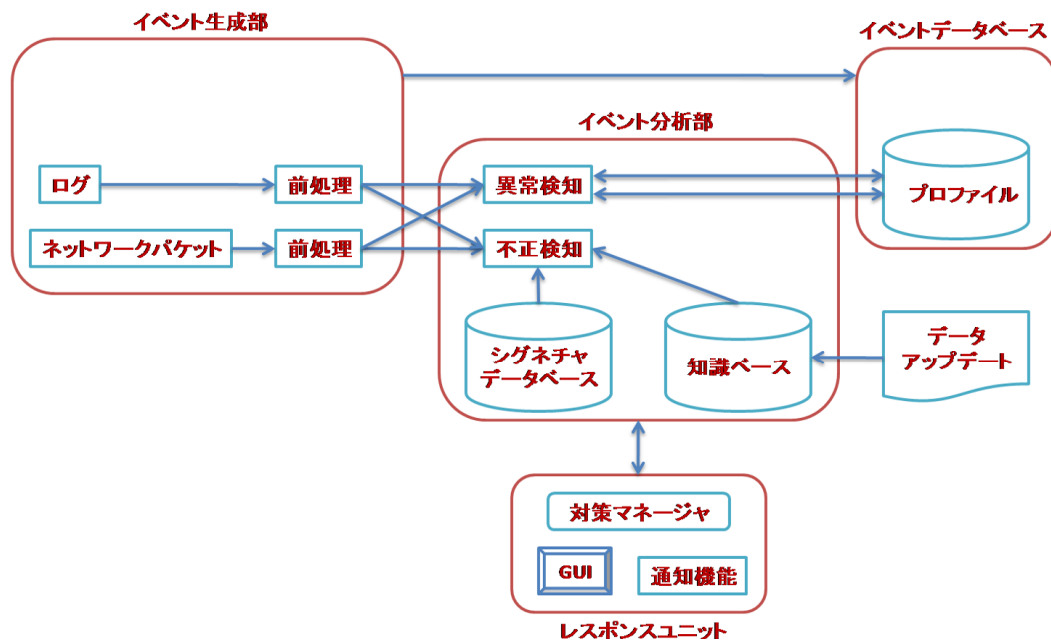 イベント生成部
イベントデータベース
イベント分析部
ログ
前処理
異常検知
プロファイル
ネットワークパケット
前処理
不正検知
シグネチャ
データベース
知識ベース
データ
アップデート
対策マネージャ
GUI
通知機能
レスポンスユニット